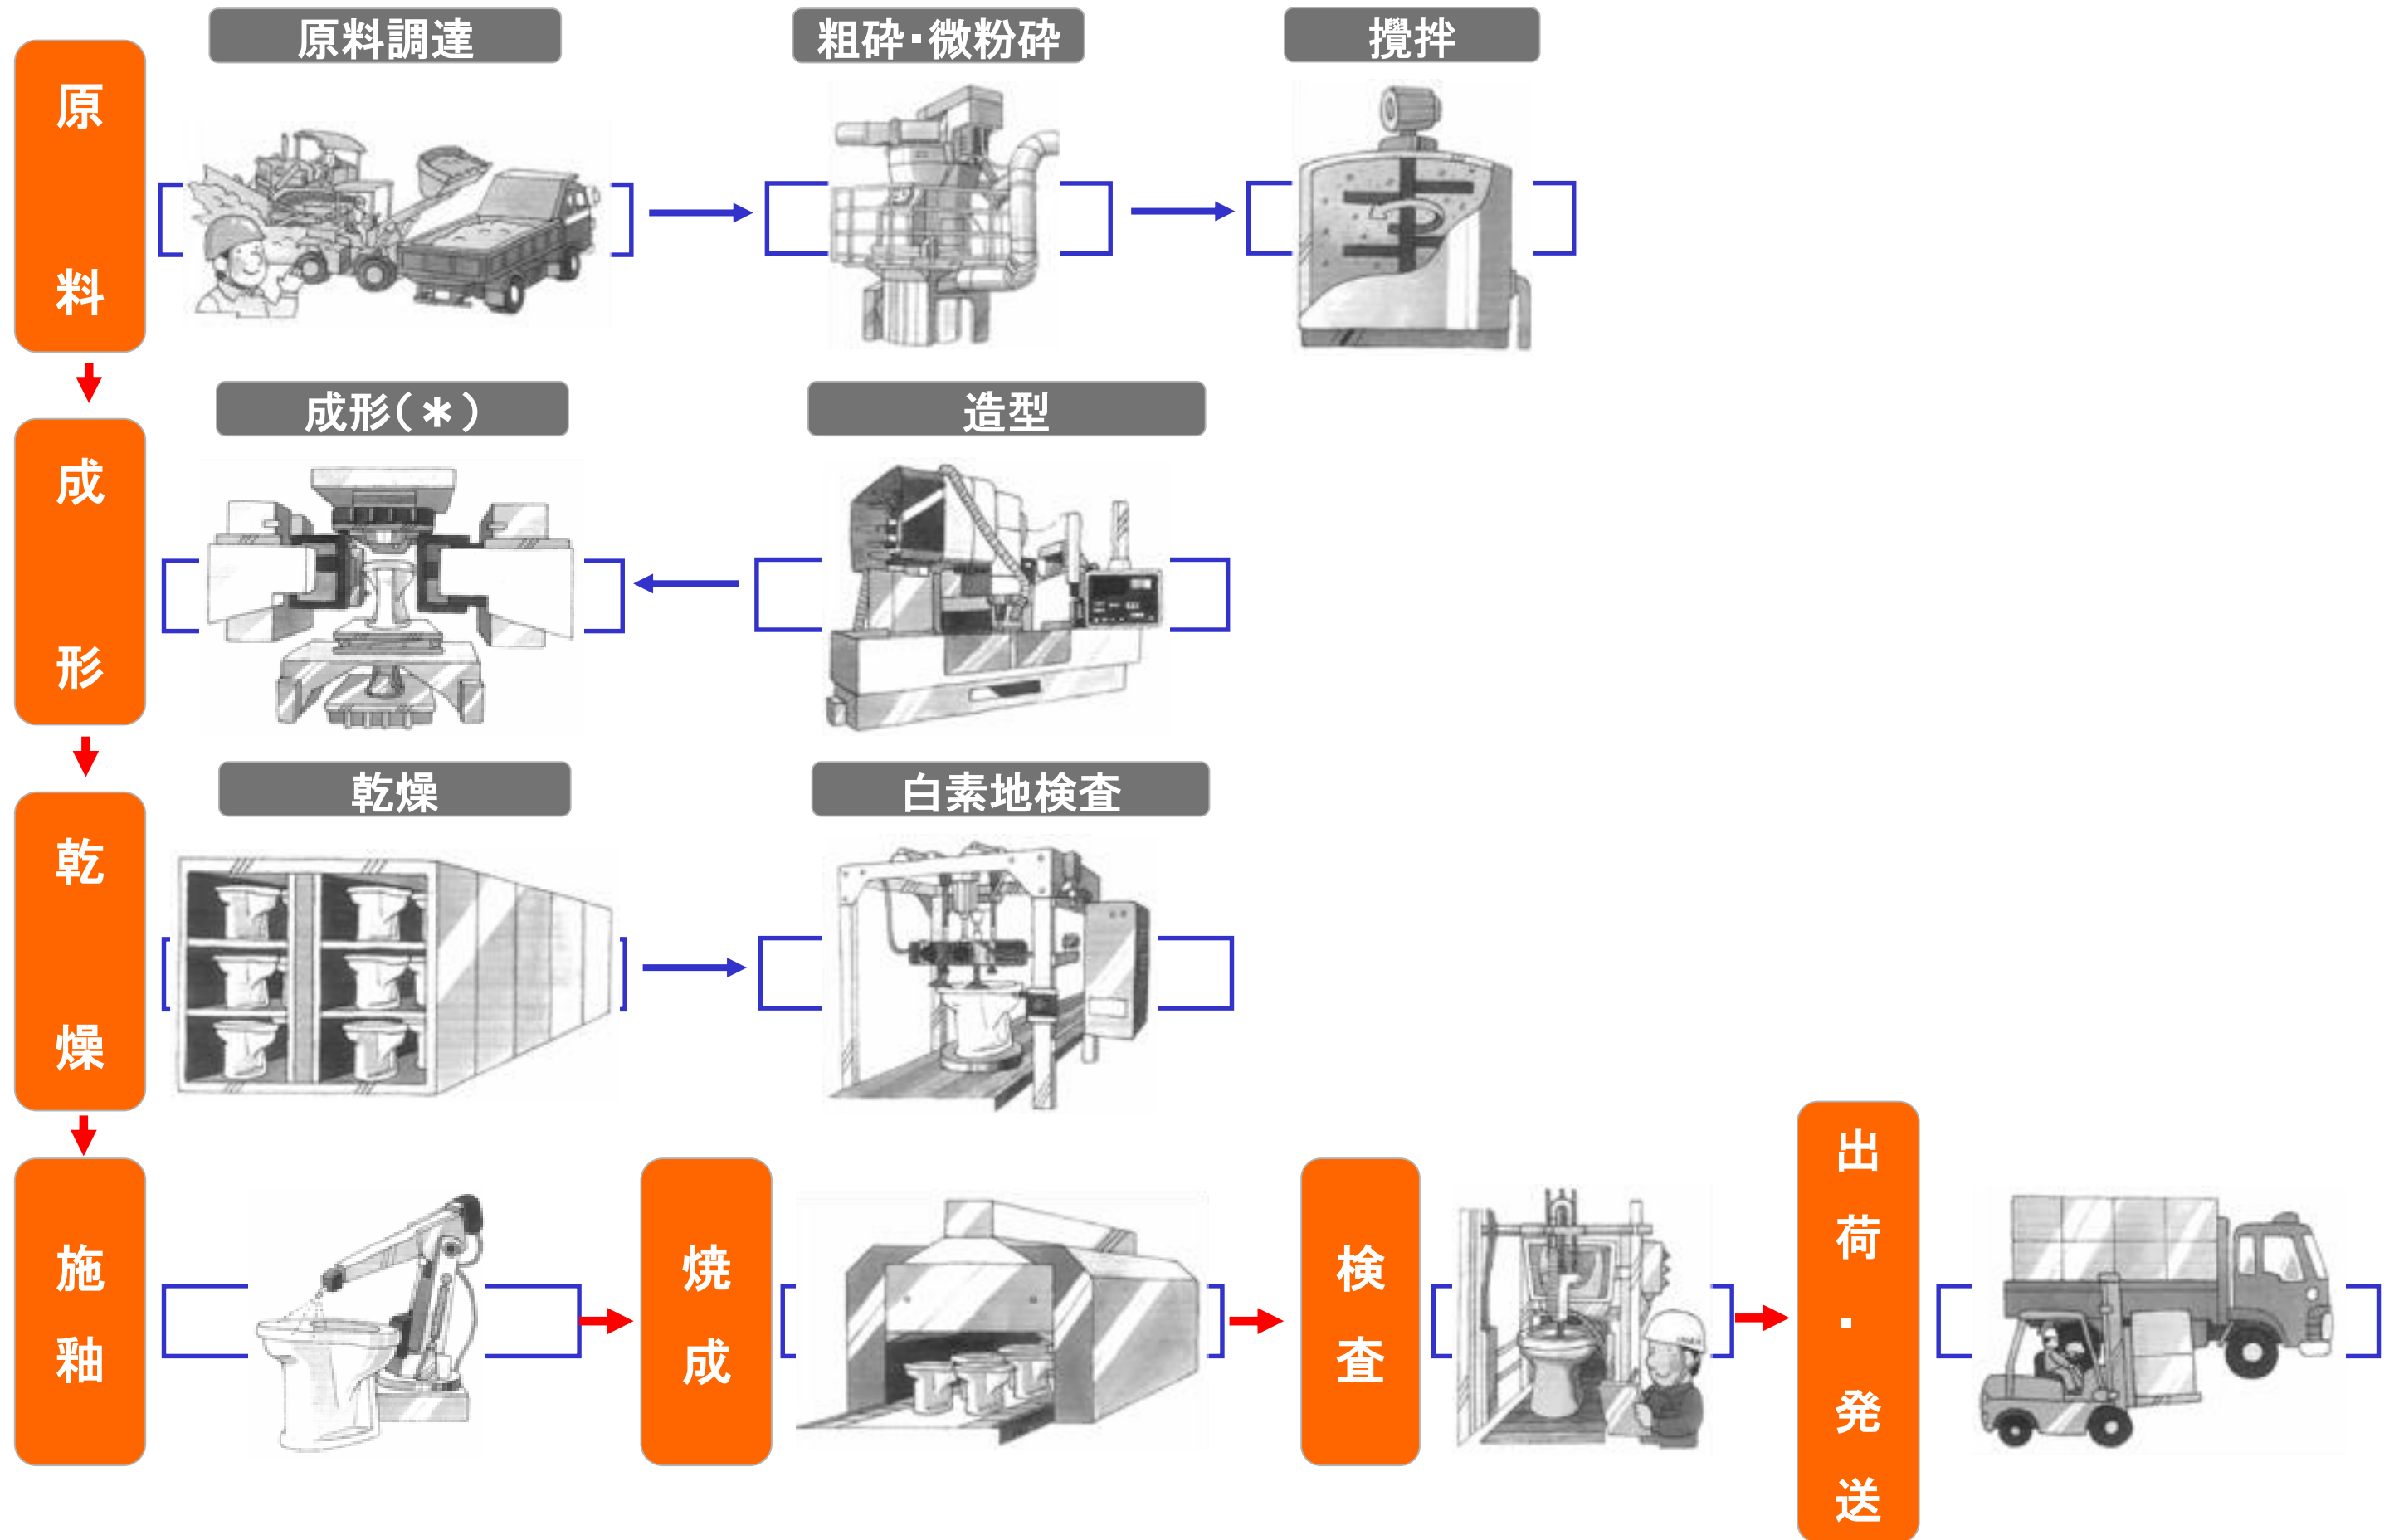 原料
原料調達
粗砕・微粉砕
攪拌
成形
成形(＊)
造型
乾燥
乾燥
白素地検査
施釉
焼成
検査
出荷・発送